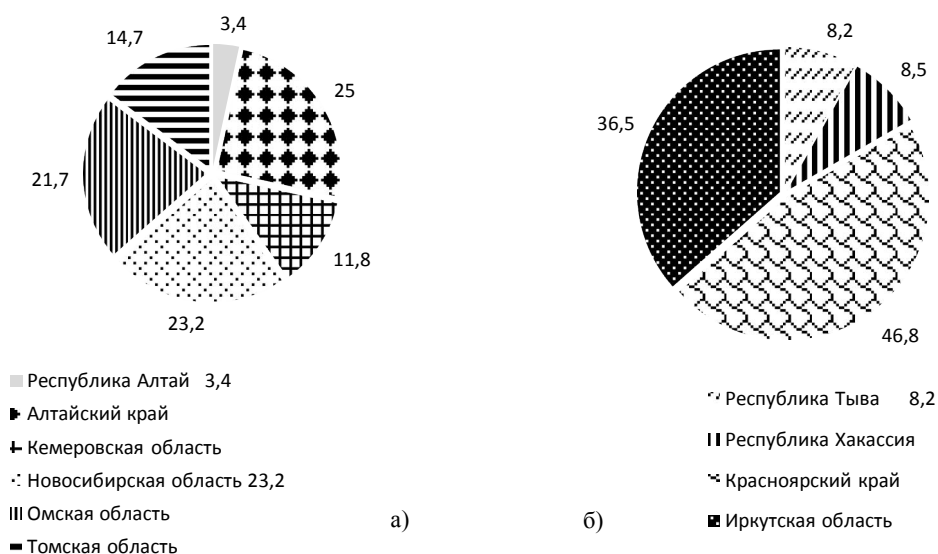 3,4
14,7
25
21,7
11,8
23,2
Республика Алтай 3,4
Алтайский край
Кемеровская область
Новосибирская область 23,2
Омская область
Томская область
а)
8,2
8,5
36,5
46,8
Республика Тыва 8,2
Республика Хакассия
Красноярский край
Иркутская область
б)